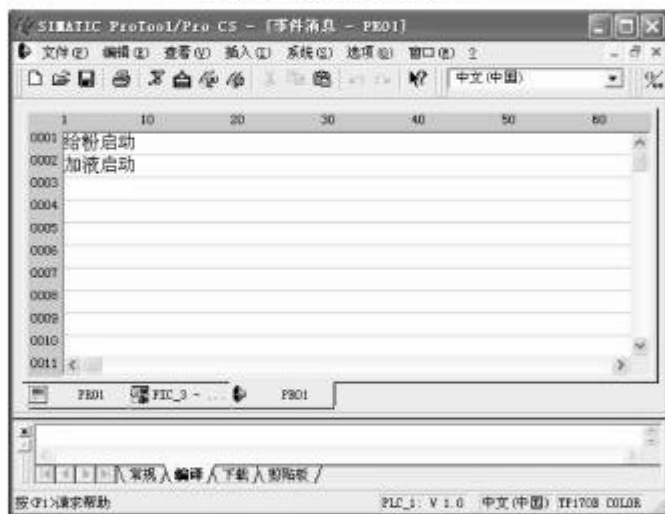 SIMATIC ProTool/Pro CS - [事件消息 - PRO1]
文件(F) 编辑(E) 查看(V) 插入(I) 系统(S) 选项(O) 窗口(W) ?
中文(中国)
1 10 20 30 40 50 60
0001 给粉启动
0002 加液启动
0003
0004
0005
0006
0007
0008
0009
0010
0011
PRO1 PIC_3 - ... PRO1
常规 编译 下载 剪贴板
按<F1>请求帮助 PLC_1: V 1.0 中文(中国) TP170B COLOR